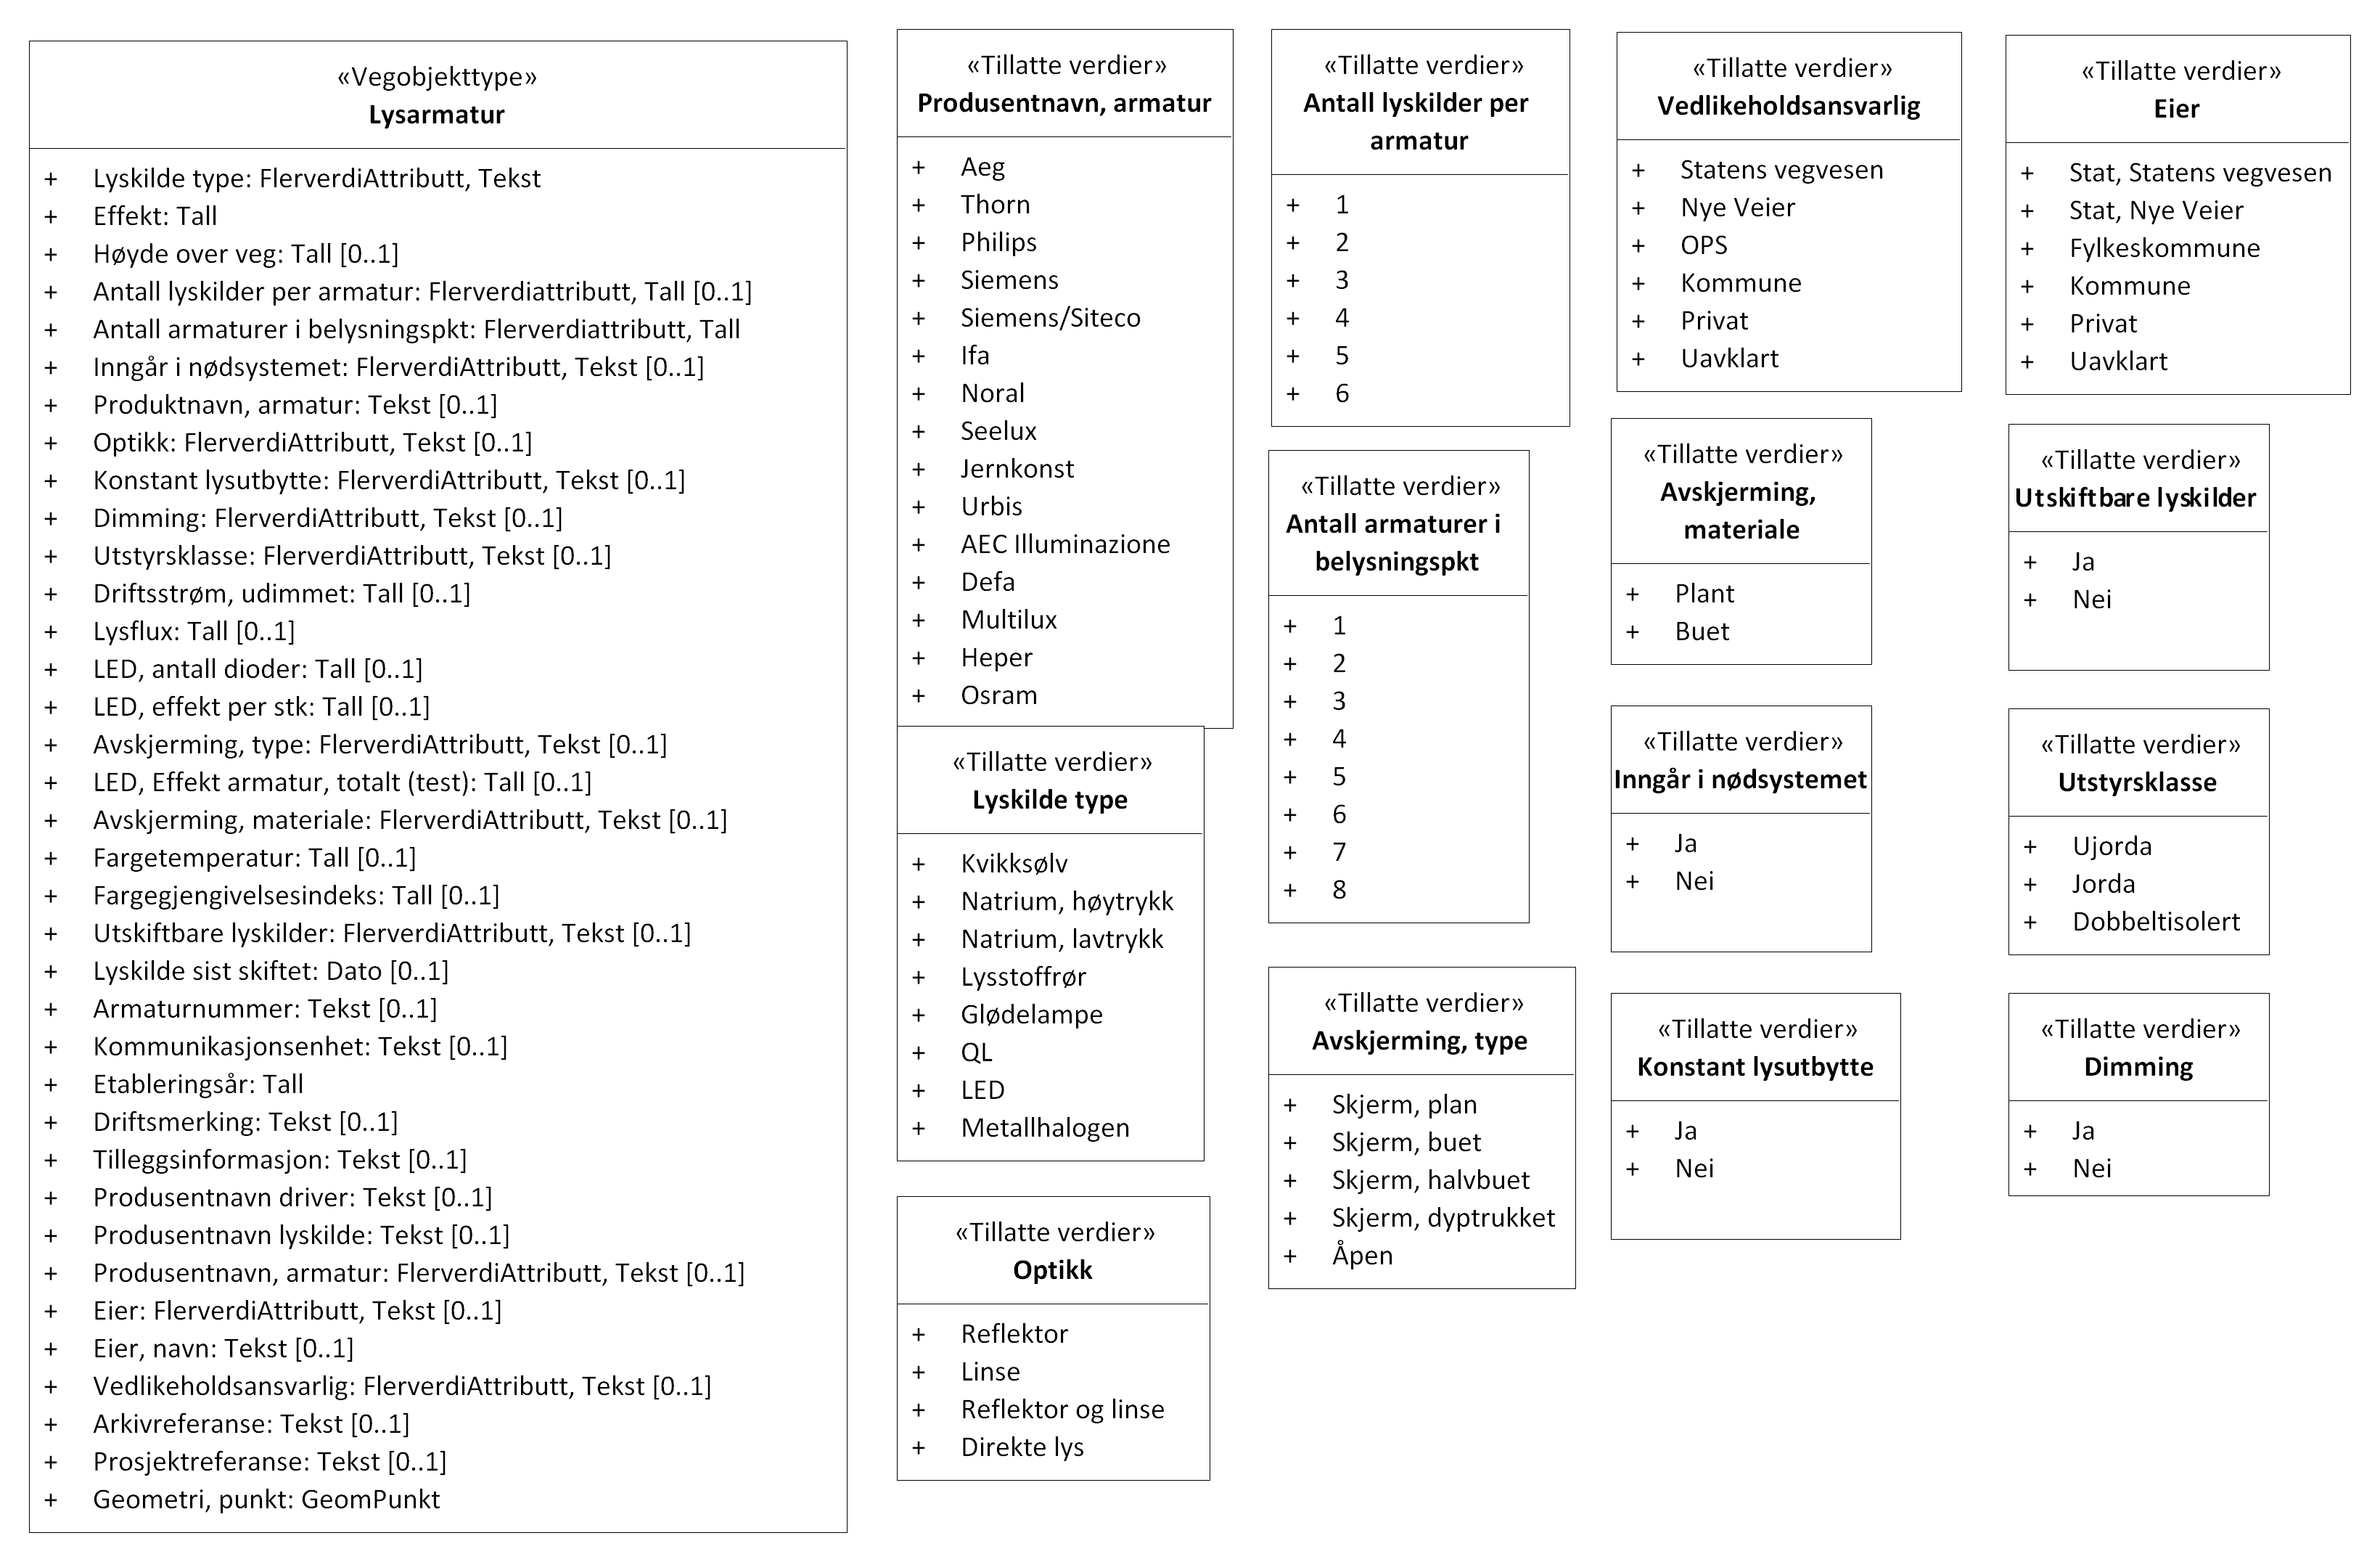 «Vegobjekttype»
Lysarmatur
+ Lyskilde type: FlerverdiAttributt, Tekst
+ Effekt: Tall
+ Høyde over veg: Tall [0..1]
+ Antall lyskilder per armatur: Flerverdiattributt, Tall [0..1]
+ Antall armaturer i belysningspkt: Flerverdiattributt, Tall
+ Inngår i nødsystemet: FlerverdiAttributt, Tekst [0..1]
+ Produktnavn, armatur: Tekst [0..1]
+ Optikk: FlerverdiAttributt, Tekst [0..1]
+ Konstant lysutbytte: FlerverdiAttributt, Tekst [0..1]
+ Dimming: FlerverdiAttributt, Tekst [0..1]
+ Utstyrsklasse: FlerverdiAttributt, Tekst [0..1]
+ Driftsstrøm, udimmet: Tall [0..1]
+ Lysflux: Tall [0..1]
+ LED, antall dioder: Tall [0..1]
+ LED, effekt per stk: Tall [0..1]
+ Avskjerming, type: FlerverdiAttributt, Tekst [0..1]
+ LED, Effekt armatur, totalt (test): Tall [0..1]
+ Avskjerming, materiale: FlerverdiAttributt, Tekst [0..1]
+ Fargetemperatur: Tall [0..1]
+ Fargegjengivelsesindeks: Tall [0..1]
+ Utskiftbare lyskilder: FlerverdiAttributt, Tekst [0..1]
+ Lyskilde sist skiftet: Dato [0..1]
+ Armaturnummer: Tekst [0..1]
+ Kommunikasjonsenhet: Tekst [0..1]
+ Etableringsår: Tall
+ Driftsmerking: Tekst [0..1]
+ Tilleggsinformasjon: Tekst [0..1]
+ Produsentnavn driver: Tekst [0..1]
+ Produsentnavn lyskilde: Tekst [0..1]
+ Produsentnavn, armatur: FlerverdiAttributt, Tekst [0..1]
+ Eier: FlerverdiAttributt, Tekst [0..1]
+ Eier, navn: Tekst [0..1]
+ Vedlikeholdsansvarlig: FlerverdiAttributt, Tekst [0..1]
+ Arkivreferanse: Tekst [0..1]
+ Prosjektreferanse: Tekst [0..1]
+ Geometri, punkt: GeomPunkt
«Tillatte verdier»
Produsentnavn, armatur
+ Aeg
+ Thorn
+ Philips
+ Siemens
+ Siemens/Siteco
+ Ifa
+ Noral
+ Seelux
+ Jernkonst
+ Urbis
+ AEC Illuminazione
+ Defa
+ Multilux
+ Heper
+ Osram
«Tillatte verdier»
Lyskilde type
+ Kvikksølv
+ Natrium, høytrykk
+ Natrium, lavtrykk
+ Lysstoffrør
+ Glødelampe
+ QL
+ LED
+ Metallhalogen
«Tillatte verdier»
Optikk
+ Reflektor
+ Linse
+ Reflektor og linse
+ Direkte lys
«Tillatte verdier»
Antall lyskilder per
armatur
+ 1
+ 2
+ 3
+ 4
+ 5
+ 6
«Tillatte verdier»
Antall armaturer i
belysningspkt
+ 1
+ 2
+ 3
+ 4
+ 5
+ 6
+ 7
+ 8
«Tillatte verdier»
Avskjerming, type
+ Skjerm, plan
+ Skjerm, buet
+ Skjerm, halvbuet
+ Skjerm, dyptrukket
+ Åpen
«Tillatte verdier»
Vedlikeholdsansvarlig
+ Statens vegvesen
+ Nye Veier
+ OPS
+ Kommune
+ Privat
+ Uavklart
«Tillatte verdier»
Avskjerming,
materiale
+ Plant
+ Buet
«Tillatte verdier»
Inngår i nødsystemet
+ Ja
+ Nei
«Tillatte verdier»
Konstant lysutbytte
+ Ja
+ Nei
«Tillatte verdier»
Eier
+ Stat, Statens vegvesen
+ Stat, Nye Veier
+ Fylkeskommune
+ Kommune
+ Privat
+ Uavklart
«Tillatte verdier»
Utskiftbare lyskilder
+ Ja
+ Nei
«Tillatte verdier»
Utstyrsklasse
+ Ujorda
+ Jorda
+ Dobbeltisolert
«Tillatte verdier»
Dimming
+ Ja
+ Nei